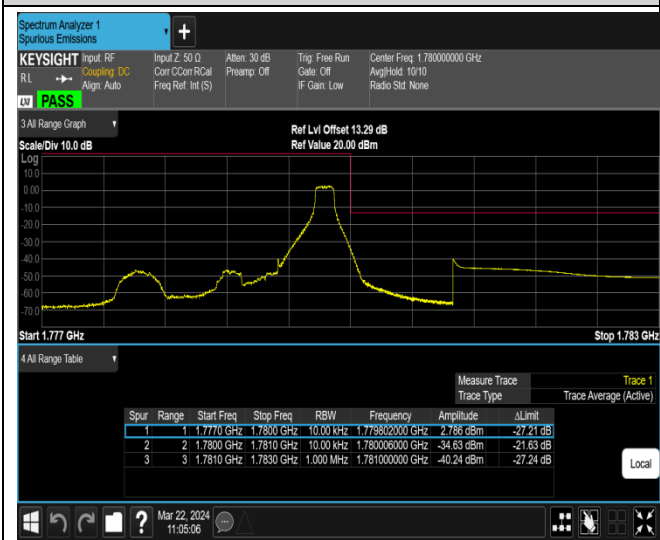 Spectrum Analyzer 1
Spurious Emissions
KEYSIGHT
Input: RF
Coupling: DC
Align: Auto
Input Z: 50 Ω
Corr CCorr RCal
Freq Ref: Int (S)
Atten: 30 dB
Preamp: Off
Trig: Free Run
Gate: Off
IF Gain: Low
Center Freq: 1.780000000 GHz
Avg|Hold: 10/10
Radio Std: None
R L
LXI
PASS
3 All Range Graph
Scale/Div 10.0 dB
Ref Lvl Offset 13.29 dB
Ref Value 20.00 dBm
Log
10.0
0.00
-10.0
-20.0
-30.0
-40.0
-50.0
-60.0
-70.0
Start 1.777 GHz
Stop 1.783 GHz
4 All Range Table
Measure Trace Trace 1
Trace Type Trace Average (Active)
Spur Range Start Freq Stop Freq RBW Frequency Amplitude ΔLimit
1 1 1.7770 GHz 1.7800 GHz 10.00 kHz 1.779802000 GHz 2.786 dBm -27.21 dB
2 2 1.7800 GHz 1.7810 GHz 10.00 kHz 1.780006000 GHz -34.63 dBm -21.63 dB
3 3 1.7810 GHz 1.7830 GHz 1.000 MHz 1.781000000 GHz -40.24 dBm -27.24 dB
Local
?
Mar 22, 2024
11:05:06